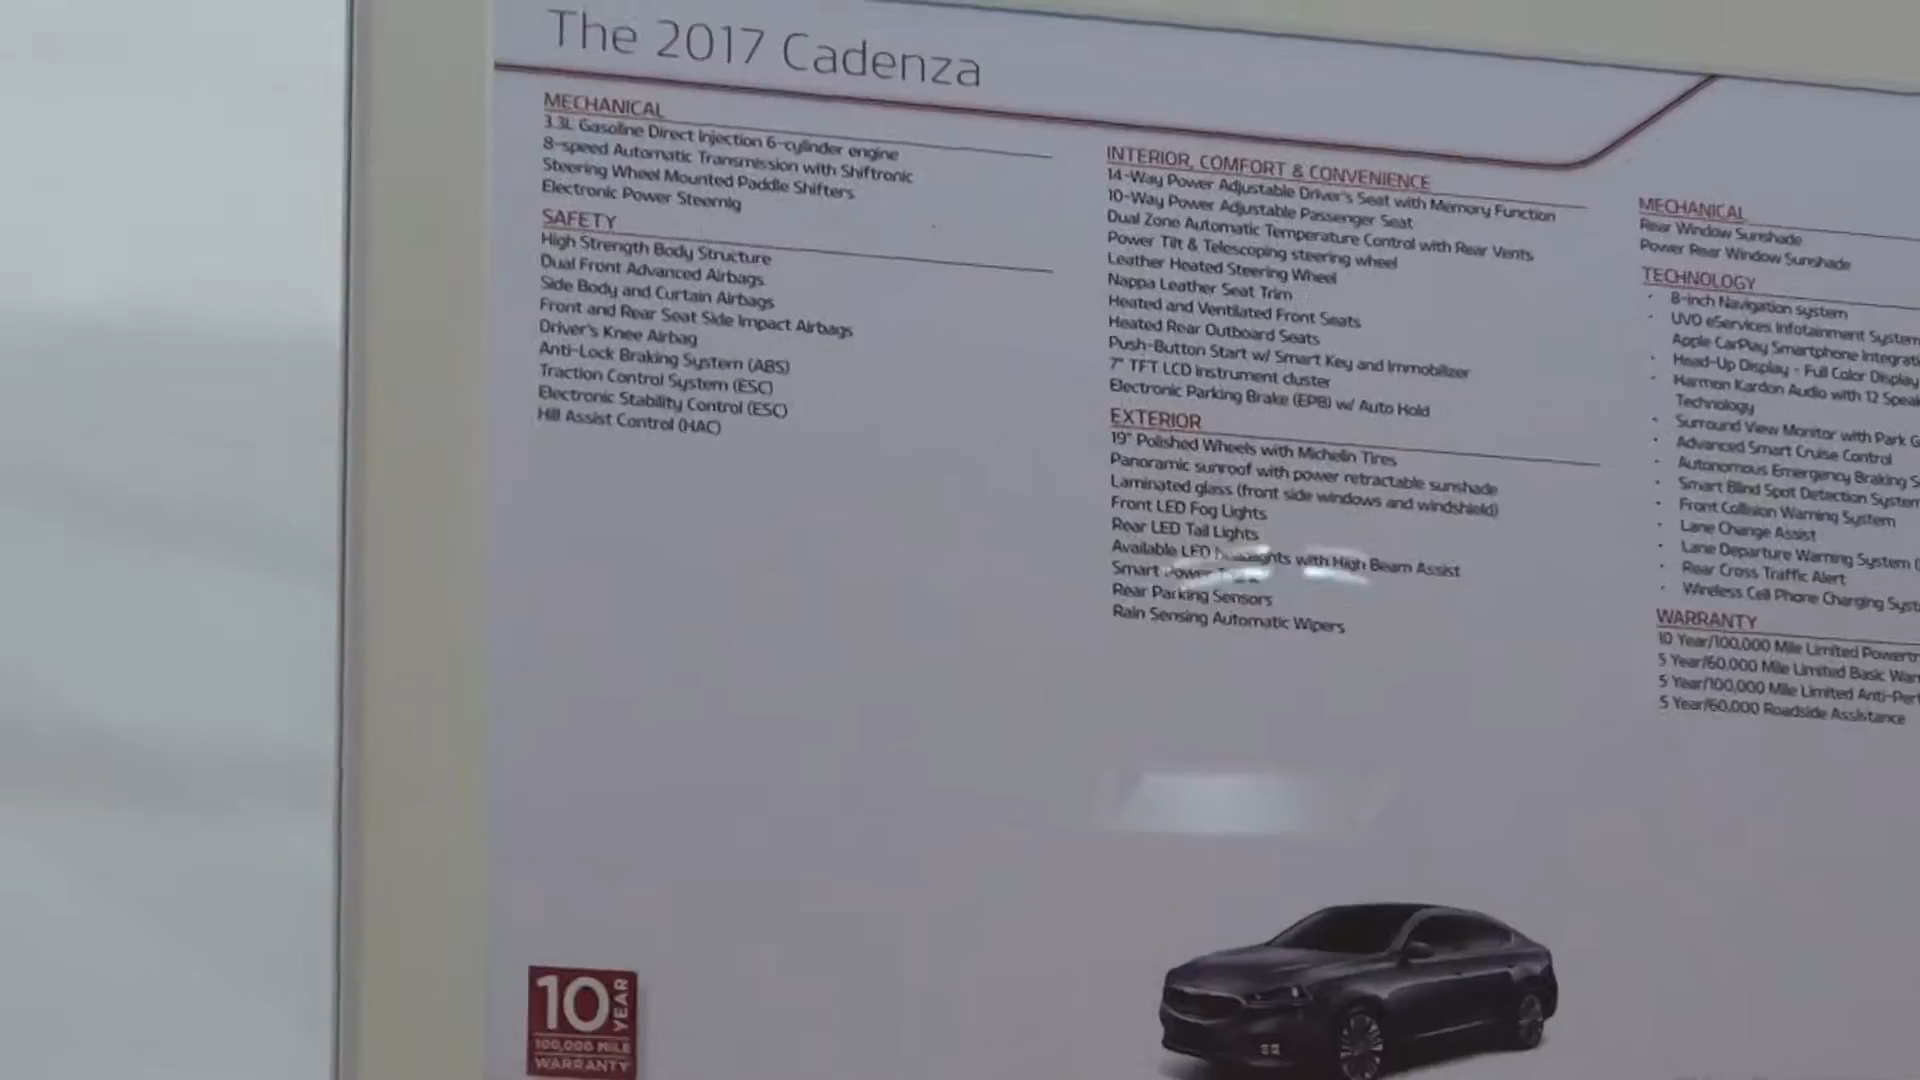 The 2017 Cadenza
MECHANICAL
3.3L Gasoline Direct Injection 6-cylinder engine
8-speed Automatic Transmission with Shiftronic
Steering Wheel Mounted Paddle Shifters
Electronic Power Steernig
SAFETY
High Strength Body Structure
Dual Front Advanced Airbags
Side Body and Curtain Airbags
Front and Rear Seat Side Impact Airbags
Driver's Knee Airbag
Anti-Lock Braking System (ABS)
Traction Control System (ESC)
Electronic Stability Control (ESC)
Hill Assist Control (HAC)
INTERIOR, COMFORT & CONVENIENCE
14-Way Power Adjustable Driver's Seat with Memory Function
10-Way Power Adjustable Passenger Seat
Dual Zone Automatic Temperature Control with Rear Vents
Power Tilt & Telescoping steering wheel
Leather Heated Steering Wheel
Nappa Leather Seat Trim
Heated and Ventilated Front Seats
Heated Rear Outboard Seats
Push-Button Start w/ Smart Key and Immobilizer
7" TFT LCD instrument cluster
Electronic Parking Brake (EPB) w/ Auto Hold
EXTERIOR
19" Polished Wheels with Michelin Tires
Panoramic sunroof with power retractable sunshade
Laminated glass (front side windows and windshield)
Front LED Fog Lights
Rear LED Tail Lights
Available LED with High Beam Assist
Smart Power
Rear Parking Sensors
Rain Sensing Automatic Wipers
MECHANICAL
Rear Window Sunshade
Power Rear Window Sunshade
TECHNOLOGY
· 8-inch Navigation System
· UVO eServices Infotainment System
Apple CarPlay Smartphone
· Head-Up Display - Full Color Display
· Harmon Kardon Audio with 12
Technology
· Surround View Monitor with Park
· Advanced Smart Cruise Control
· Autonomous Emergency Braking
· Smart Blind Spot Detection System
· Front Collision Warning System
· Lane Change Assist
· Lane Departure Warning System
· Rear Cross Traffic Alert
· Wireless Cell Phone Charging
WARRANTY
10 Year/100,000 Mile Limited
5 Year/60,000 Mile Limited Basic
5 Year/100,000 Mile Limited
5 Year/60,000 Roadside Assistance
10 YEAR
100,000 MILE
WARRANTY